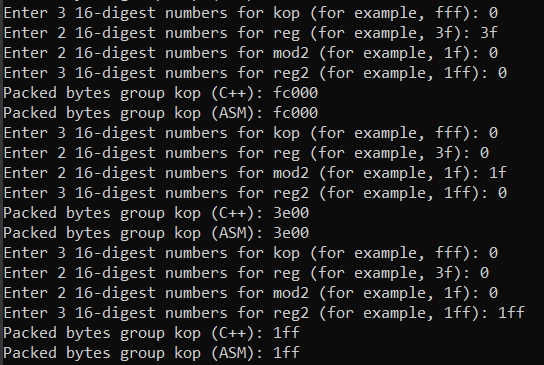 Enter 3 16-digest numbers for kop (for example, fff): 0
Enter 2 16-digest numbers for reg (for example, 3f): 3f
Enter 2 16-digest numbers for mod2 (for example, 1f): 0
Enter 3 16-digest numbers for reg2 (for example, 1ff): 0
Packed bytes group kop (C++): fc000
Packed bytes group kop (ASM): fc000
Enter 3 16-digest numbers for kop (for example, fff): 0
Enter 2 16-digest numbers for reg (for example, 3f): 0
Enter 2 16-digest numbers for mod2 (for example, 1f): 1f
Enter 3 16-digest numbers for reg2 (for example, 1ff): 0
Packed bytes group kop (C++): 3e00
Packed bytes group kop (ASM): 3e00
Enter 3 16-digest numbers for kop (for example, fff): 0
Enter 2 16-digest numbers for reg (for example, 3f): 0
Enter 2 16-digest numbers for mod2 (for example, 1f): 0
Enter 3 16-digest numbers for reg2 (for example, 1ff): 1ff
Packed bytes group kop (C++): 1ff
Packed bytes group kop (ASM): 1ff